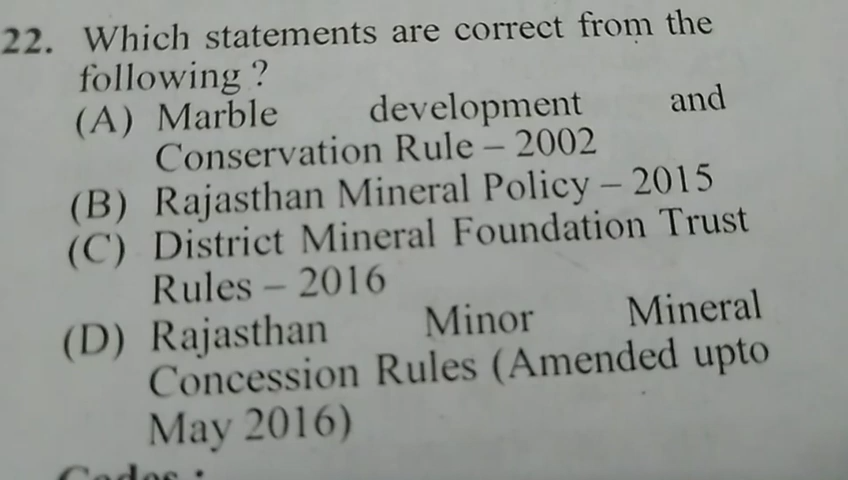 22. Which statements are correct from the
following ?
(A) Marble development and
Conservation Rule – 2002
(B) Rajasthan Mineral Policy – 2015
(C) District Mineral Foundation Trust
Rules – 2016
(D) Rajasthan Minor Mineral
Concession Rules (Amended upto
May 2016)
Codes :